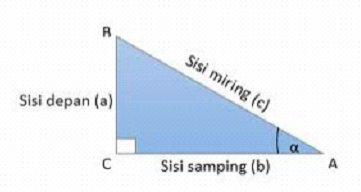 B
Sisi miring (c)
Sisi depan (a)
α
C
Sisi samping (b)
A